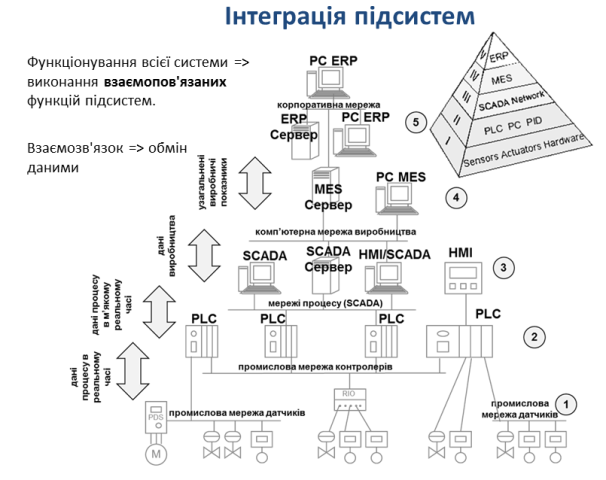 Інтеграція підсистем
Функціонування всієї системи =>
виконання взаємопов'язаних
функцій підсистем.
Взаємозв'язок => обмін
даними
PC ERP
корпоративна мережа
ERP
Сервер
PC ERP
V ERP
IV MES
III SCADA Network
II PLC PC PID
I Sensors Actuators Hardware
5
узагальнені
виробничі
показники
MES
Сервер
PC MES
4
комп'ютерна мережа виробництва
дані
виробництва
SCADA
SCADA
Сервер
HMI/SCADA
HMI
3
мережі процесу (SCADA)
дані процесу
в м'якому
реальному
часі
PLC
PLC
PLC
PLC
2
промислова мережа контролерів
дані
процесу в
реальному
часі
PDS
M
промислова мережа датчиків
RIO
промислова
мережа датчиків
1